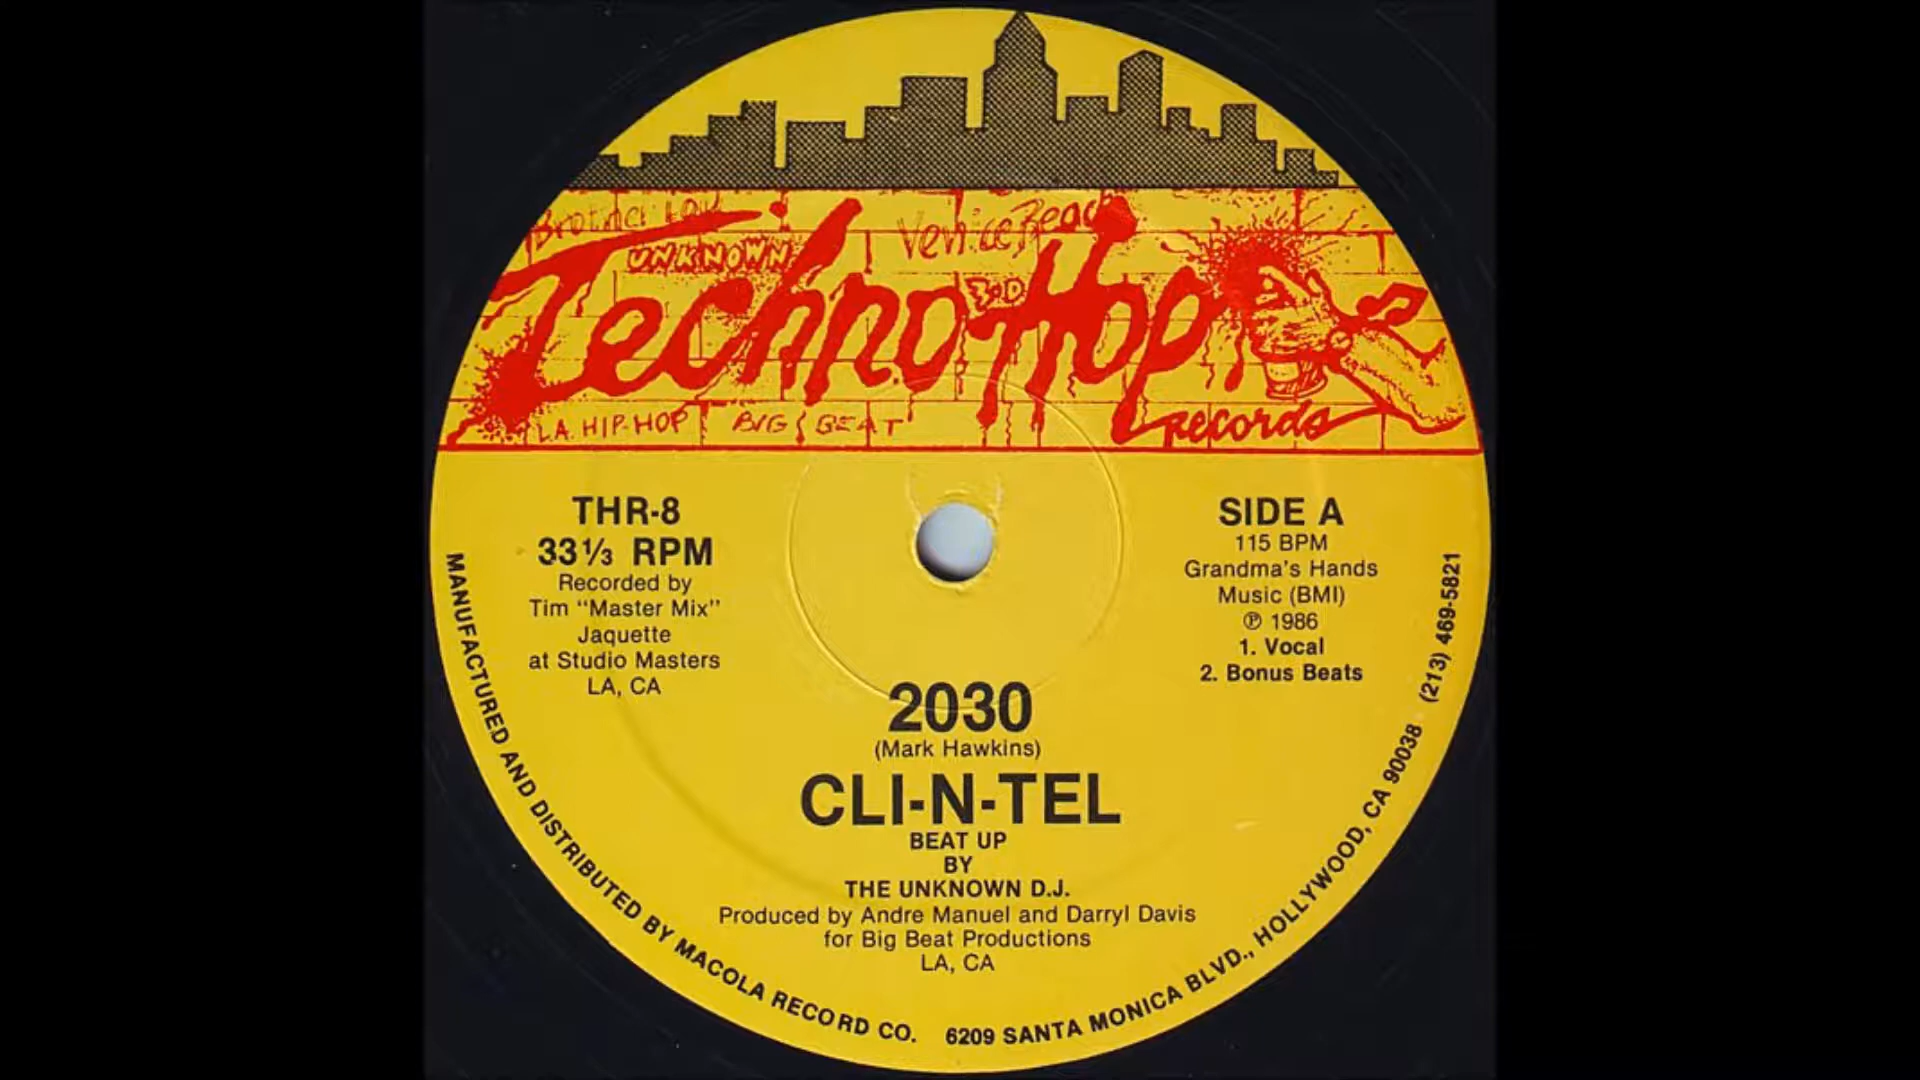 Brother Lou
Venice Beach
UNKNOWN
Techno Hop
3-D
records
L.A. HIP-HOP
BIG BEAT
THR-8
33⅓ RPM
Recorded by
Tim “Master Mix”
Jaquette
at Studio Masters
LA, CA
SIDE A
115 BPM
Grandma's Hands
Music (BMI)
℗ 1986
1. Vocal
2. Bonus Beats
2030
(Mark Hawkins)
CLI-N-TEL
BEAT UP
BY
THE UNKNOWN D.J.
Produced by Andre Manuel and Darryl Davis
for Big Beat Productions
LA, CA
MANUFACTURED AND DISTRIBUTED BY MACOLA RECORD CO. 6209 SANTA MONICA BLVD., HOLLYWOOD, CA 90038 (213) 469-5821